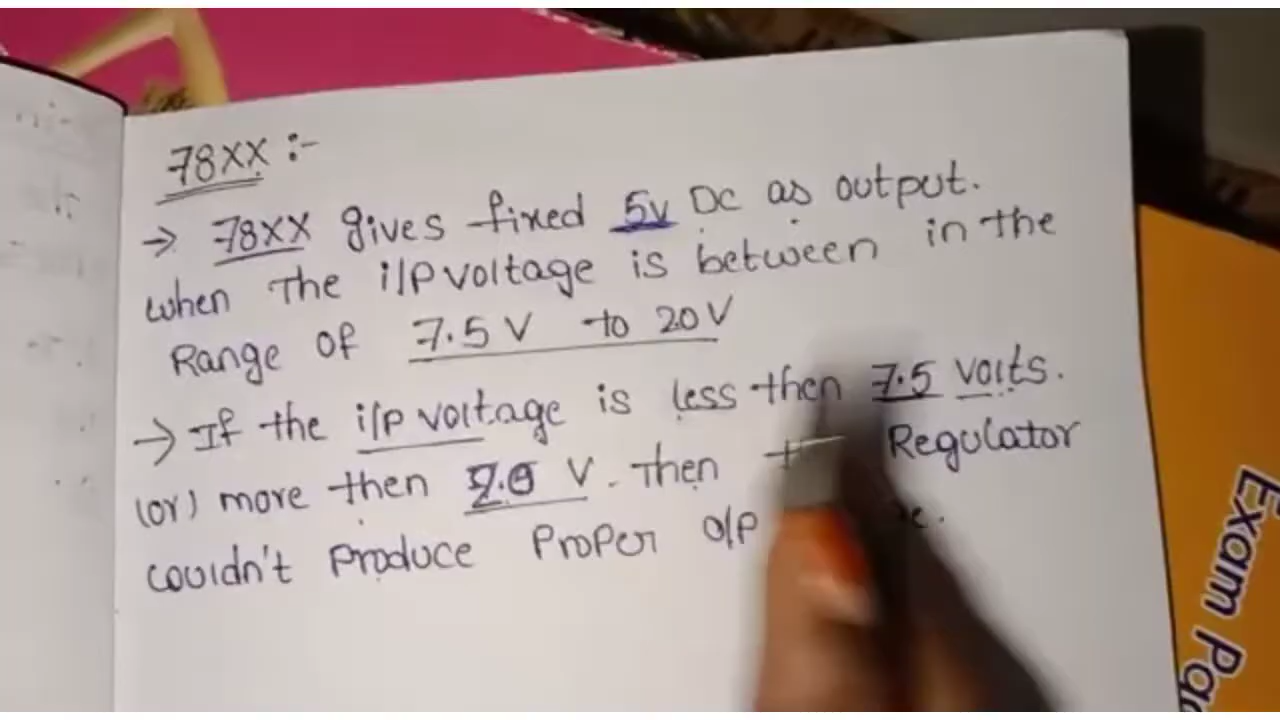 78XX :-
→ 78XX gives fixed 5V DC as output.
when the i/p voltage is between in the
Range of 7.5 V to 20 V
→ If the i/p voltage is less then 7.5 volts.
(or) more then V. Then Regulator
couldn't produce proper o/p
Exam